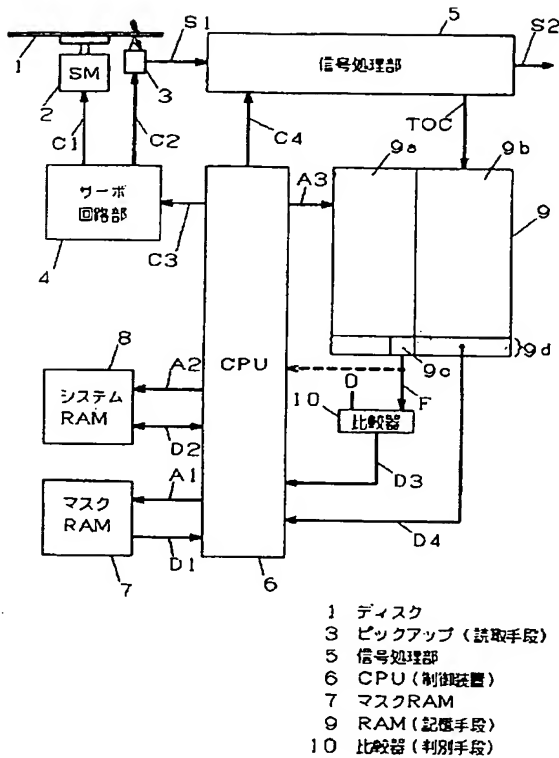 1
2
SM
3
S1
5
信号処理部
S2
C1
C2
C4
TOC
サーボ
回路部
4
C3
A3
9a
9b
9
9c
9d
CPU
6
8
システム
RAM
A2
D2
マスク
RAM
A1
D1
7
0
10
比較器
F
D3
D4
1 ディスク
3 ピックアップ(読取手段)
5 信号処理部
6 CPU(制御装置)
7 マスクRAM
9 RAM(記憶手段)
10 比較器(判別手段)